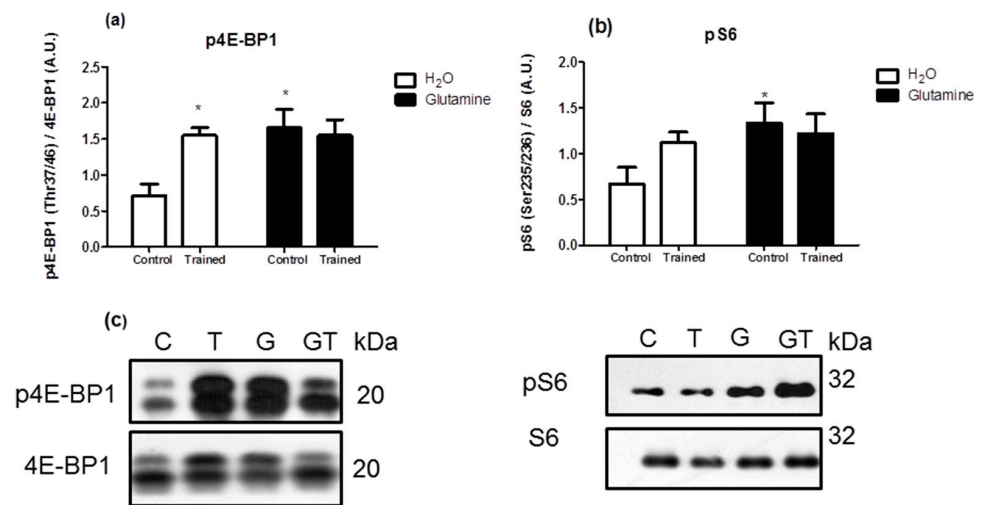 (a)
p4E-BP1
p4E-BP1 (Thr37/46) / 4E-BP1 (A.U.)
2.5
2.0
1.5
1.0
0.5
0.0
* *
Control Trained Control Trained
H₂O
Glutamine
(b)
pS6
pS6 (Ser235/236) / S6 (A.U.)
2.0
1.5
1.0
0.5
0.0
*
Control Trained Control Trained
H₂O
Glutamine
(c)
C T G GT kDa
p4E-BP1 20
4E-BP1 20
C T G GT kDa
pS6 32
S6 32